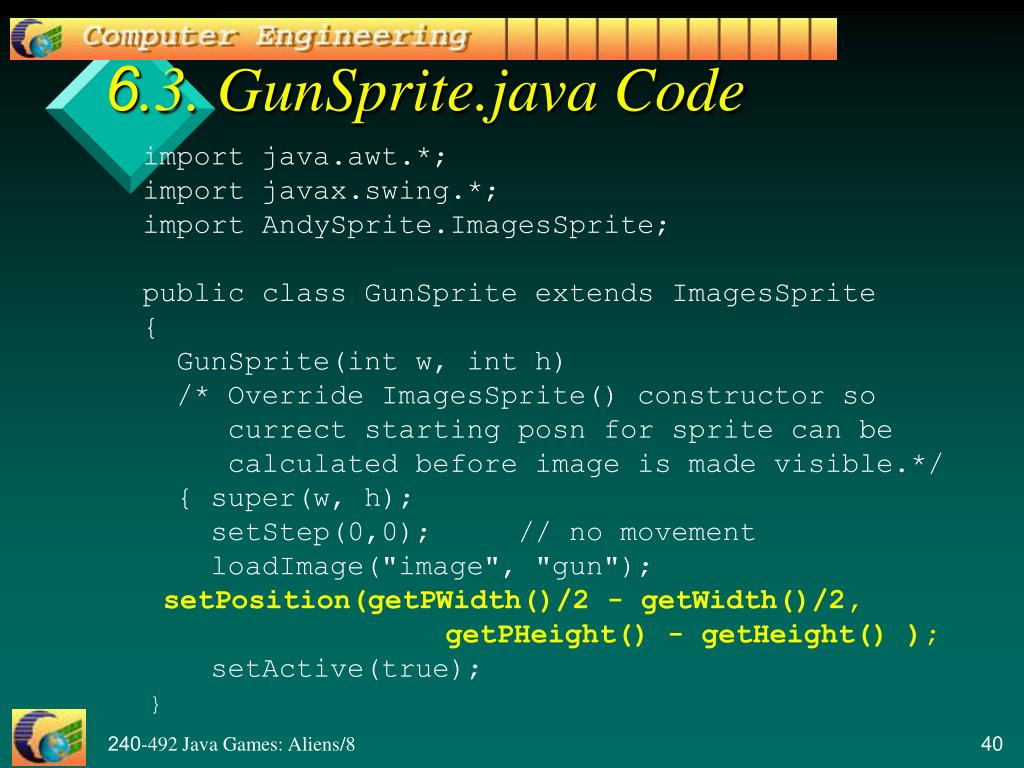 Computer Engineering
6.3. GunSprite.java Code
import java.awt.*;
import javax.swing.*;
import AndySprite.ImagesSprite;
public class GunSprite extends ImagesSprite
{
GunSprite(int w, int h)
/* Override ImagesSprite() constructor so
currect starting posn for sprite can be
calculated before image is made visible.*/
{ super(w, h);
setStep(0,0); // no movement
loadImage("image", "gun");
setPosition(getPWidth()/2 - getWidth()/2,
getPHeight() - getHeight() );
setActive(true);
}
240-492 Java Games: Aliens/8
40